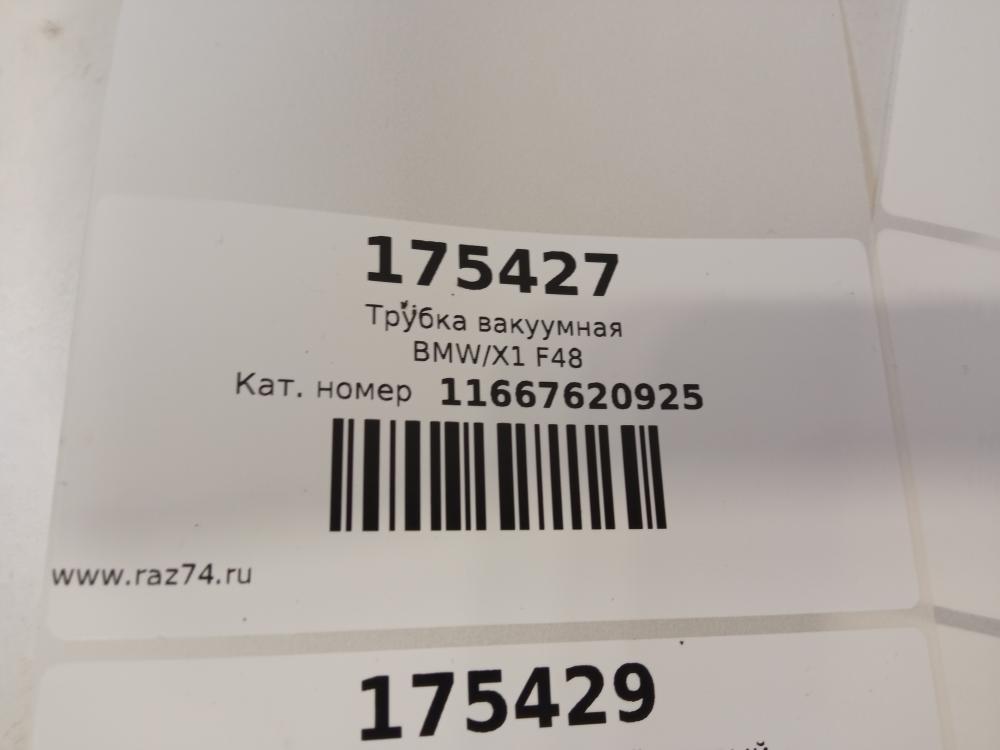 175427
Трубка вакуумная
BMW/X1 F48
Кат. номер 11667620925
www.raz74.ru
175429